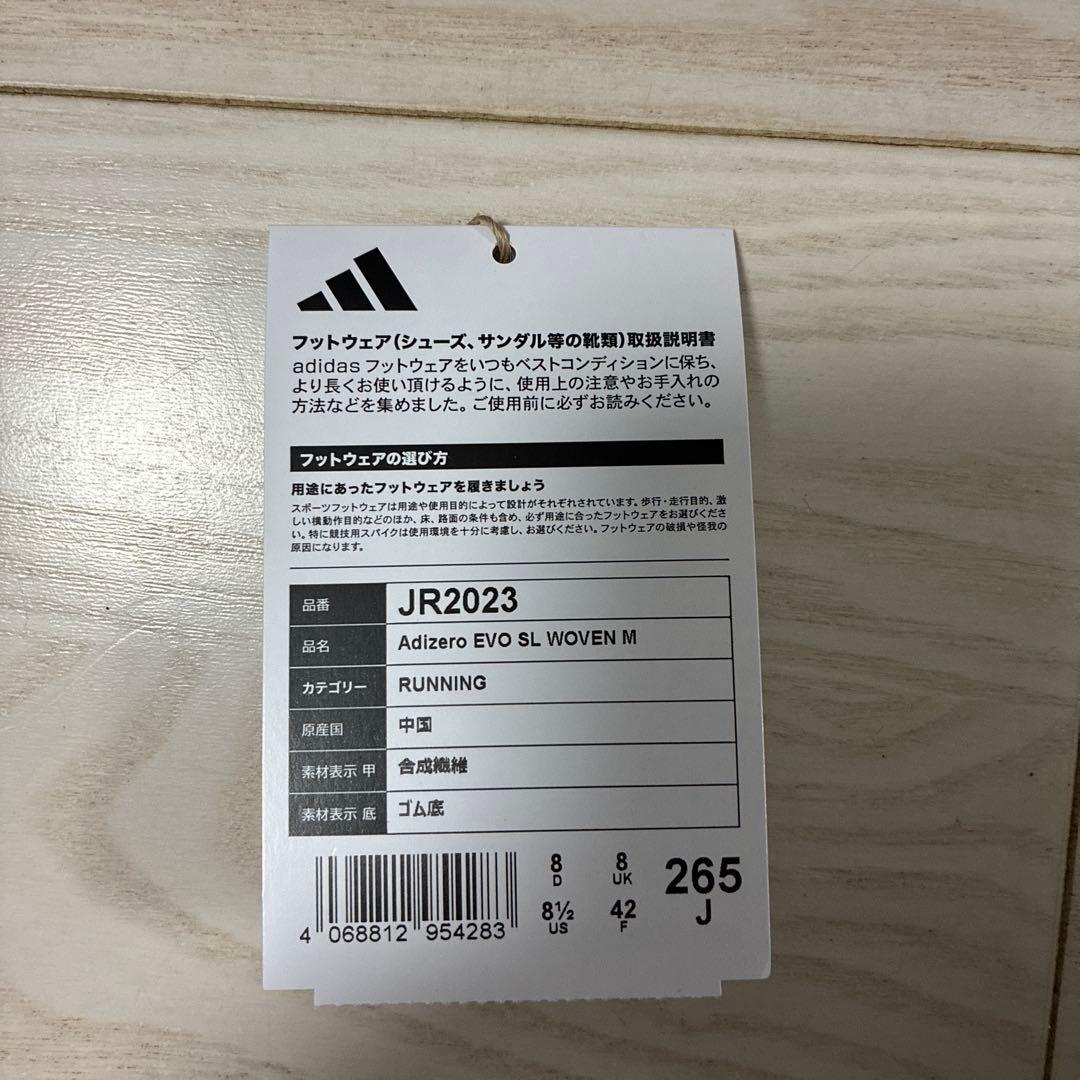 フットウェア(シューズ、サンダル等の靴類)取扱説明書
adidasフットウェアをいつもベストコンディションに保ち、
より長くお使い頂けるように、使用上の注意やお手入れの
方法などを集めました。ご使用前に必ずお読みください。
フットウェアの選び方
用途にあったフットウェアを履きましょう
スポーツフットウェアは用途や使用目的によって設計がそれぞれされています。歩行・走行目的、激
しい横動作目的などのほか、床、路面の条件も含め、必ず用途に合ったフットウェアをお選びくださ
い。特に競技用スパイクは使用環境を十分に考慮し、お選びください。フットウェアの破損や怪我の
原因になります。
品番 JR2023
品名 Adizero EVO SL WOVEN M
カテゴリー RUNNING
原産国 中国
素材表示 甲 合成繊維
素材表示 底 ゴム底
8 8 265
D UK J
8½ 42
US F
4 068812 954283